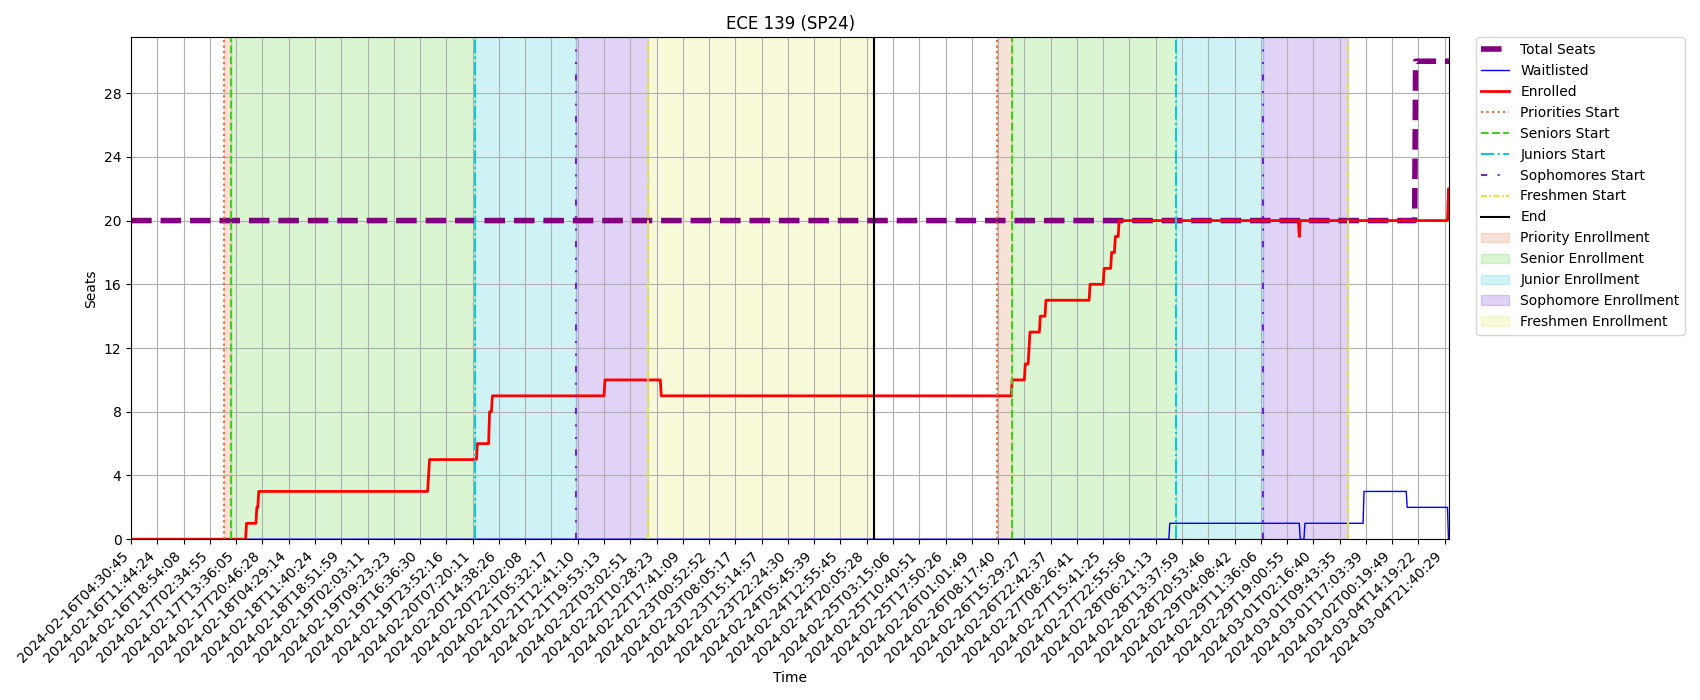 ECE 139 (SP24)
Total Seats
Waitlisted
Enrolled
Priorities Start
Seniors Start
Juniors Start
Sophomores Start
Freshmen Start
End
Priority Enrollment
Senior Enrollment
Junior Enrollment
Sophomore Enrollment
Freshmen Enrollment
Seats
28
24
20
16
12
8
4
0
2024-02-16T04:30:45
2024-02-16T11:44:24
2024-02-16T18:54:08
2024-02-17T02:34:55
2024-02-17T13:36:05
2024-02-17T20:46:28
2024-02-18T04:29:14
2024-02-18T11:40:24
2024-02-18T18:51:59
2024-02-19T02:03:11
2024-02-19T09:23:23
2024-02-19T16:36:30
2024-02-19T23:52:16
2024-02-20T07:20:11
2024-02-20T14:38:26
2024-02-20T22:02:08
2024-02-21T05:32:17
2024-02-21T12:41:10
2024-02-21T19:53:13
2024-02-22T03:02:51
2024-02-22T10:28:23
2024-02-22T17:41:09
2024-02-23T00:52:52
2024-02-23T08:05:17
2024-02-23T15:14:57
2024-02-23T22:24:30
2024-02-24T05:45:39
2024-02-24T12:55:45
2024-02-24T20:05:28
2024-02-25T03:15:06
2024-02-25T10:40:51
2024-02-25T17:50:26
2024-02-26T01:01:49
2024-02-26T08:17:40
2024-02-26T15:29:27
2024-02-26T22:42:37
2024-02-27T08:26:41
2024-02-27T15:41:25
2024-02-27T22:55:56
2024-02-28T06:21:13
2024-02-28T13:37:59
2024-02-28T20:53:46
2024-02-29T04:08:42
2024-02-29T11:36:06
2024-02-29T19:00:55
2024-03-01T02:16:40
2024-03-01T09:43:35
2024-03-01T17:03:39
2024-03-02T00:19:49
2024-03-04T14:19:22
2024-03-04T21:40:29
Time